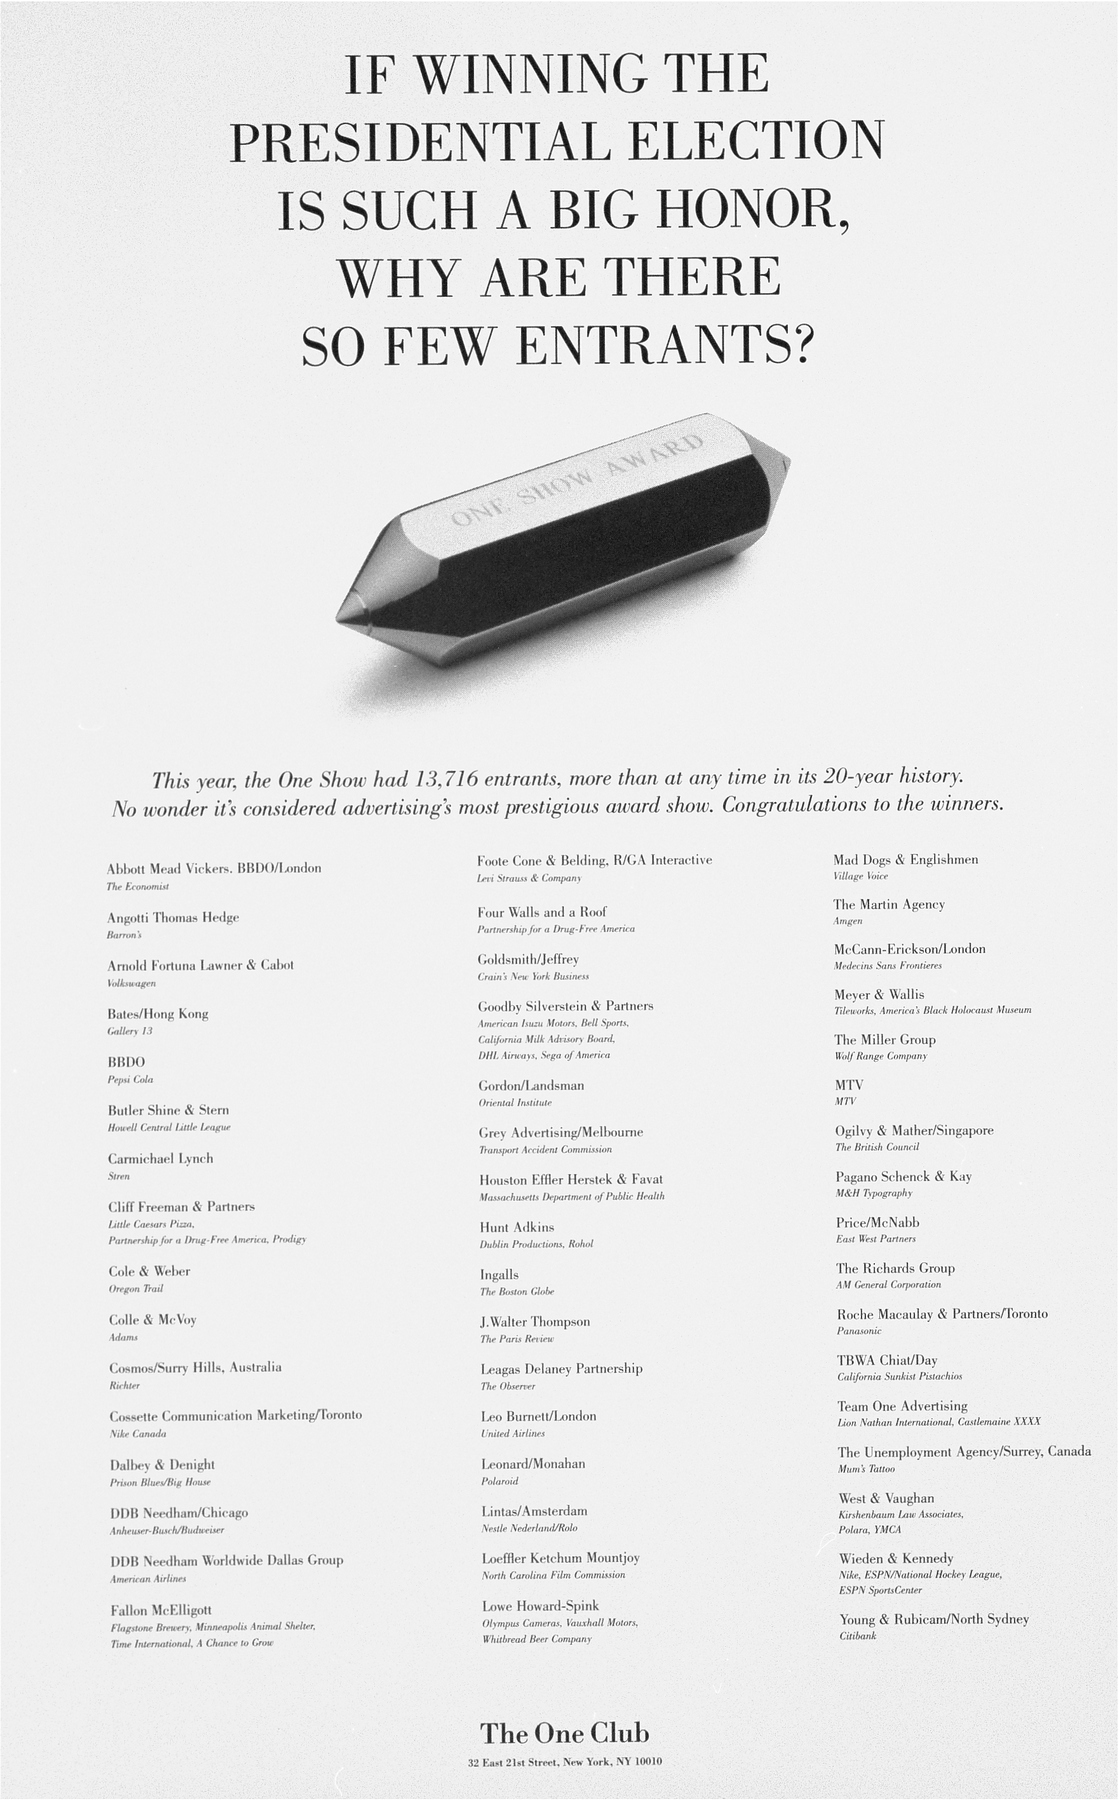 IF WINNING THE
PRESIDENTIAL ELECTION
IS SUCH A BIG HONOR,
WHY ARE THERE
SO FEW ENTRANTS?
ONE SHOW AWARD
This year, the One Show had 13,716 entrants, more than at any time in its 20-year history.
No wonder it's considered advertising's most prestigious award show. Congratulations to the winners.
Abbott Mead Vickers. BBDO/London
The Economist
Angotti Thomas Hedge
Barron's
Arnold Fortuna Lawner & Cabot
Volkswagen
Bates/Hong Kong
Gallery 13
BBDO
Pepsi Cola
Butler Shine & Stern
Howell Central Little League
Carmichael Lynch
Stren
Cliff Freeman & Partners
Little Caesars Pizza,
Partnership for a Drug-Free America, Prodigy
Cole & Weber
Oregon Trail
Colle & McVoy
Adams
Cosmos/Surry Hills, Australia
Richter
Cossette Communication Marketing/Toronto
Nike Canada
Dalbey & Denight
Prison Blues/Big House
DDB Needham/Chicago
Anheuser-Busch/Budweiser
DDB Needham Worldwide Dallas Group
American Airlines
Fallon McElligott
Flagstone Brewery, Minneapolis Animal Shelter,
Time International, A Chance to Grow
Foote Cone & Belding, R/GA Interactive
Levi Strauss & Company
Four Walls and a Roof
Partnership for a Drug-Free America
Goldsmith/Jeffrey
Crain's New York Business
Goodby Silverstein & Partners
American Isuzu Motors, Bell Sports,
California Milk Advisory Board,
DHL Airways, Sega of America
Gordon/Landsman
Oriental Institute
Grey Advertising/Melbourne
Transport Accident Commission
Houston Effler Herstek & Favat
Massachusetts Department of Public Health
Hunt Adkins
Dublin Productions, Rohol
Ingalls
The Boston Globe
J.Walter Thompson
The Paris Review
Leagas Delaney Partnership
The Observer
Leo Burnett/London
United Airlines
Leonard/Monahan
Polaroid
Lintas/Amsterdam
Nestle Nederland/Rolo
Loeffler Ketchum Mountjoy
North Carolina Film Commission
Lowe Howard-Spink
Olympus Cameras, Vauxhall Motors,
Whitbread Beer Company
Mad Dogs & Englishmen
Village Voice
The Martin Agency
Amgen
McCann-Erickson/London
Medecins Sans Frontieres
Meyer & Wallis
Tileworks, America's Black Holocaust Museum
The Miller Group
Wolf Range Company
MTV
MTV
Ogilvy & Mather/Singapore
The British Council
Pagano Schenck & Kay
M&H Typography
Price/McNabb
East West Partners
The Richards Group
AM General Corporation
Roche Macaulay & Partners/Toronto
Panasonic
TBWA Chiat/Day
California Sunkist Pistachios
Team One Advertising
Lion Nathan International, Castlemaine XXXX
The Unemployment Agency/Surrey, Canada
Mum's Tattoo
West & Vaughan
Kirshenbaum Law Associates,
Polara, YMCA
Wieden & Kennedy
Nike, ESPN/National Hockey League,
ESPN SportsCenter
Young & Rubicam/North Sydney
Citibank
The One Club
32 East 21st Street, New York, NY 10010